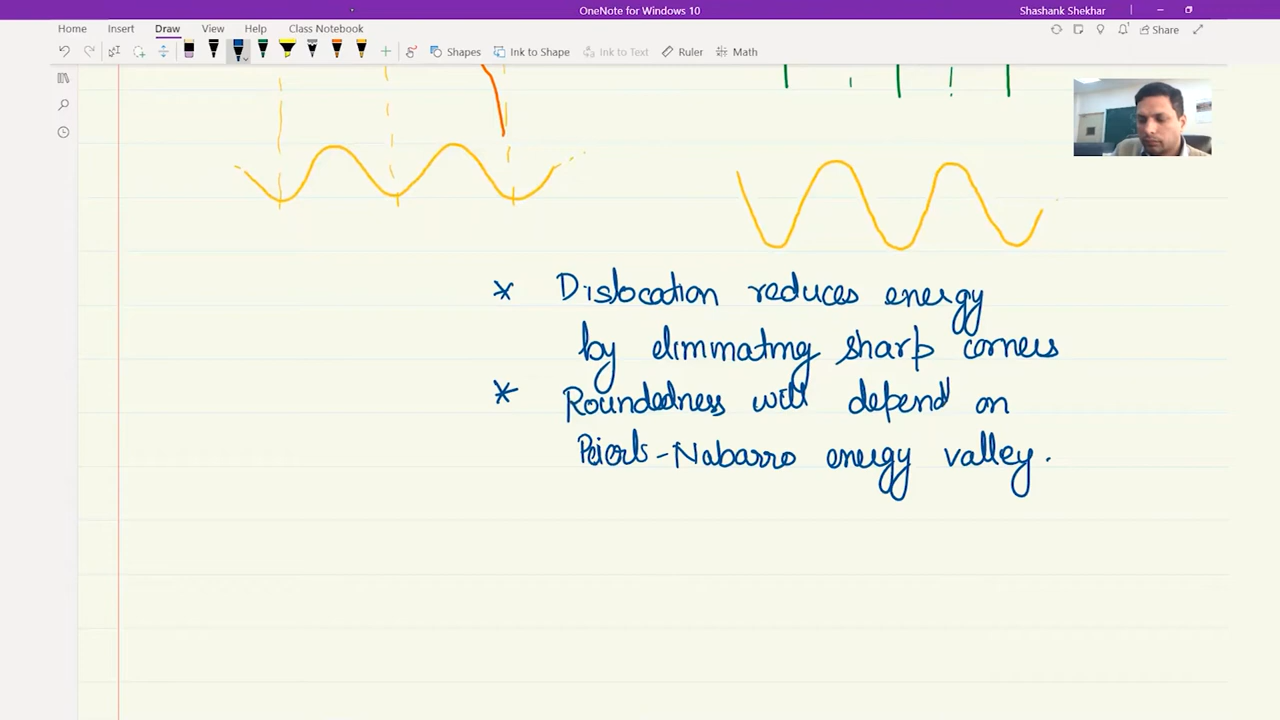 OneNote for Windows 10
Shashank Shekhar
Home Insert Draw View Help Class Notebook
Shapes Ink to Shape Ink to Text Ruler Math
Share
* Dislocation reduces energy
by eliminating sharp corners
* Roundedness will depend on
Peierls-Nabarro energy valley.